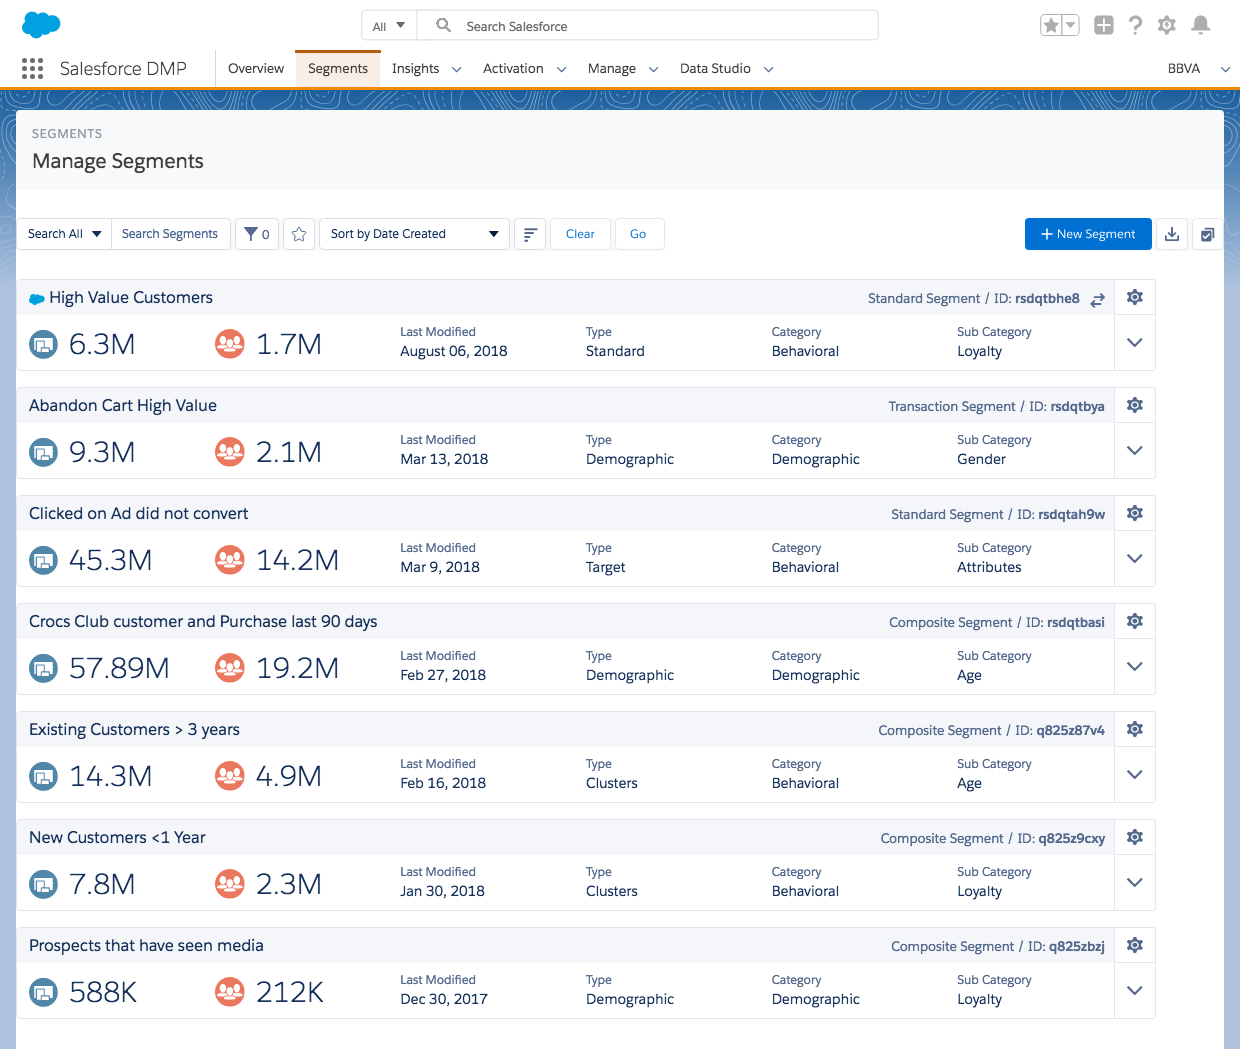 All
Search Salesforce
Salesforce DMP
Overview
Segments
Insights
Activation
Manage
Data Studio
BBVA
SEGMENTS
Manage Segments
Search All
Search Segments
0
Sort by Date Created
Clear
Go
New Segment
High Value Customers
Standard Segment / ID: rsdqtbhe8
6.3M
1.7M
Last Modified
August 06, 2018
Type
Standard
Category
Behavioral
Sub Category
Loyalty
Abandon Cart High Value
Transaction Segment / ID: rsdqtbya
9.3M
2.1M
Last Modified
Mar 13, 2018
Type
Demographic
Category
Demographic
Sub Category
Gender
Clicked on Ad did not convert
Standard Segment / ID: rsdqtah9w
45.3M
14.2M
Last Modified
Mar 9, 2018
Type
Target
Category
Behavioral
Sub Category
Attributes
Crocs Club customer and Purchase last 90 days
Composite Segment / ID: rsdqtbasi
57.89M
19.2M
Last Modified
Feb 27, 2018
Type
Demographic
Category
Demographic
Sub Category
Age
Existing Customers > 3 years
Composite Segment / ID: q825z87v4
14.3M
4.9M
Last Modified
Feb 16, 2018
Type
Clusters
Category
Behavioral
Sub Category
Age
New Customers <1 Year
Composite Segment / ID: q825z9cxy
7.8M
2.3M
Last Modified
Jan 30, 2018
Type
Clusters
Category
Behavioral
Sub Category
Loyalty
Prospects that have seen media
Composite Segment / ID: q825zbzj
588K
212K
Last Modified
Dec 30, 2017
Type
Demographic
Category
Demographic
Sub Category
Loyalty